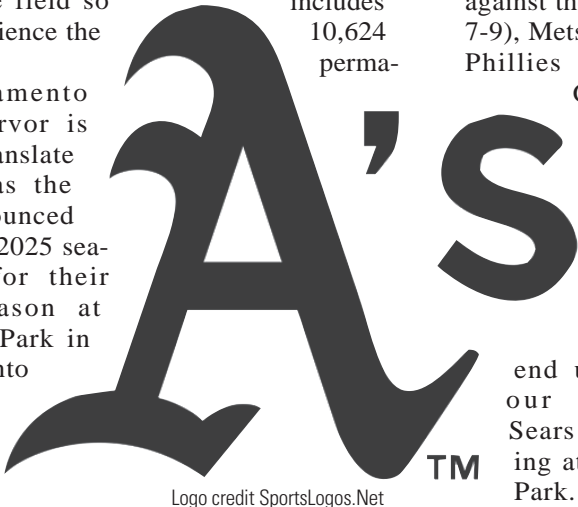 field so
ience the
amento
rvor is
anslate
as the
ounced
2025 sea-
for their
ason at
Park in
nto
includes
10,624
perma-
against th
7-9), Mets
Phillies
A's
TM
end u
our
Sears
ing at
Park.
Logo credit SportsLogos.Net